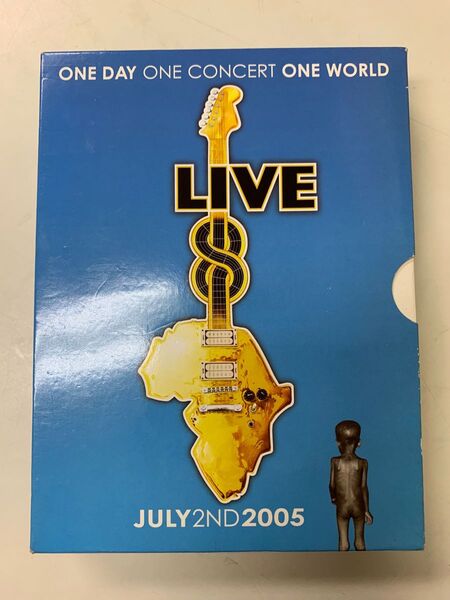 ONE DAY ONE CONCERT ONE WORLD
LIVE
8
JULY2ND2005